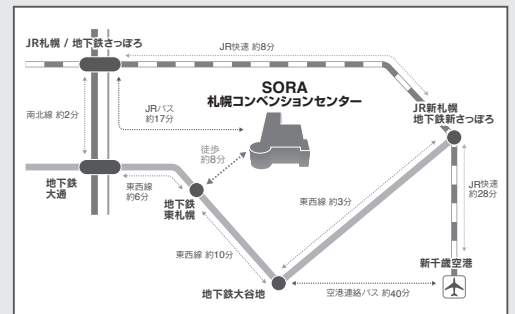 JR札幌 / 地下鉄さっぽろ
JR快速 約8分
SORA
札幌コンベンションセンター
南北線 約2分
JRバス
約17分
JR新札幌
地下鉄新さっぽろ
徒歩
約8分
地下鉄
大通
東西線
約6分
地下鉄
東札幌
東西線 約3分
JR快速
約28分
東西線 約10分
新千歳空港
地下鉄大谷地
空港連絡バス 約40分